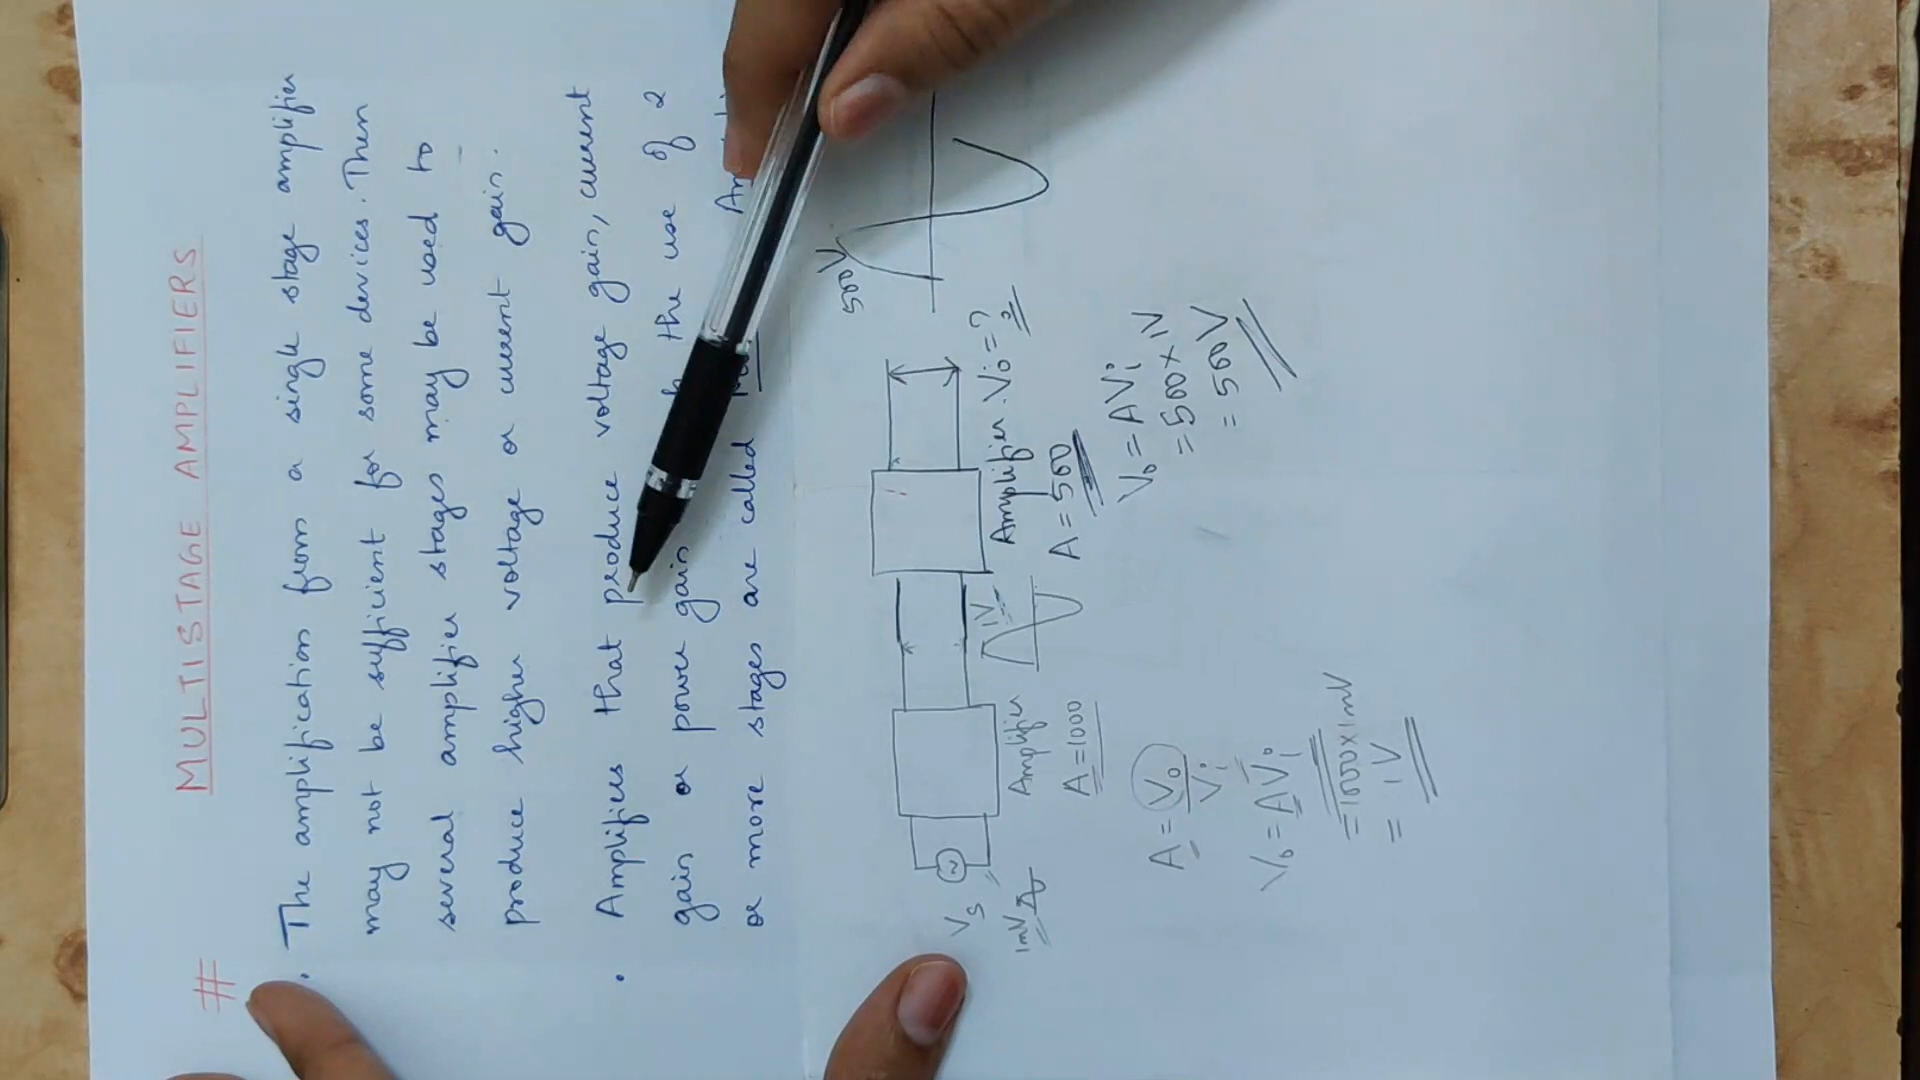 # MULTISTAGE AMPLIFIERS
. The amplification from a single stage amplifier
may not be sufficient for some devices. Then
several amplifier stages may be used to
produce higher voltage or current gain.
. Amplifiers that produce voltage gain, current
gain or power gain the use of 2
or more stages are called
500V
Vs
1mV
Amplifier
A = 1000
1V
Amplifier
A = 500
Vo = ?
A = Vo / Vi
Vo = AVi
= 1000 x 1mV
= 1V
Vo = AVi
= 500 x 1V
= 500V